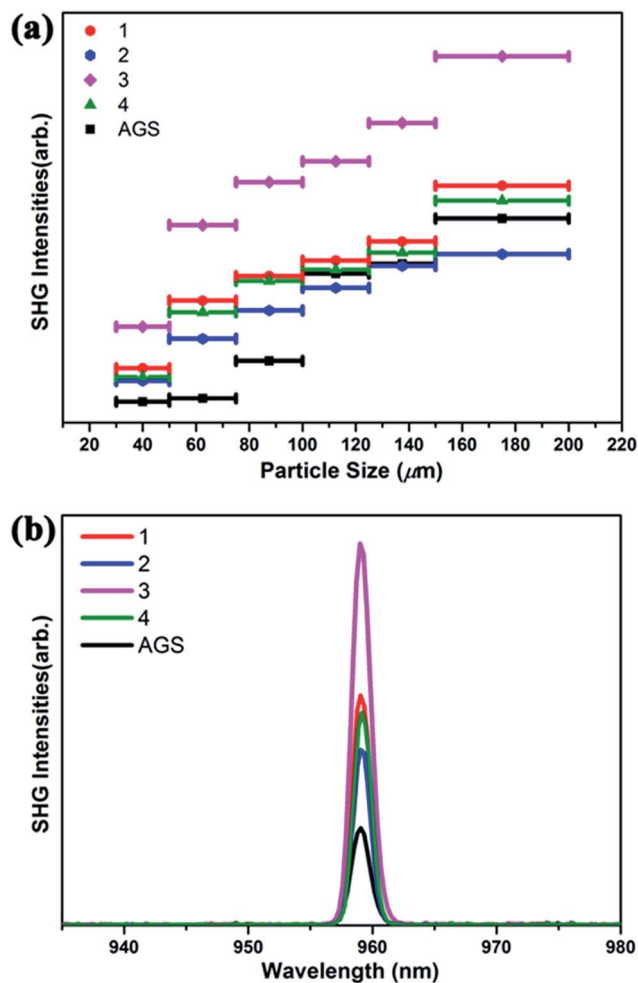 (a)
1
2
3
4
AGS
SHG Intensities(arb.)
20 40 60 80 100 120 140 160 180 200 220
Particle Size (μm)
(b)
1
2
3
4
AGS
SHG Intensities(arb.)
940 950 960 970 980
Wavelength (nm)